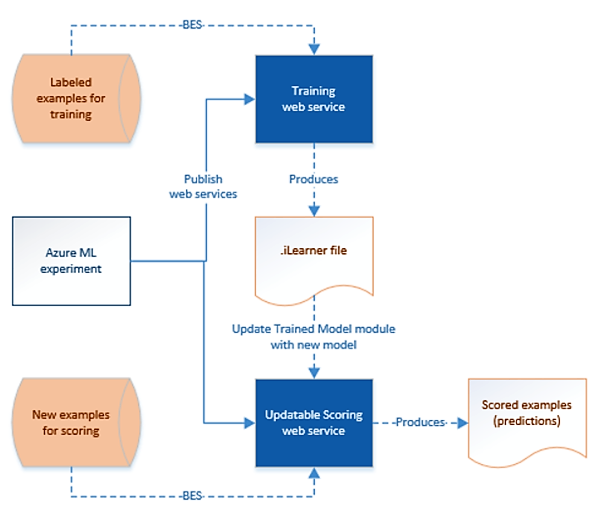 BES
Labeled
examples for
training
Training
web service
Publish
web services
Produces
Azure ML
experiment
.iLearner file
Update Trained Model module
with new model
New examples
for scoring
Updatable Scoring
web service
Produces
Scored examples
(predictions)
BES